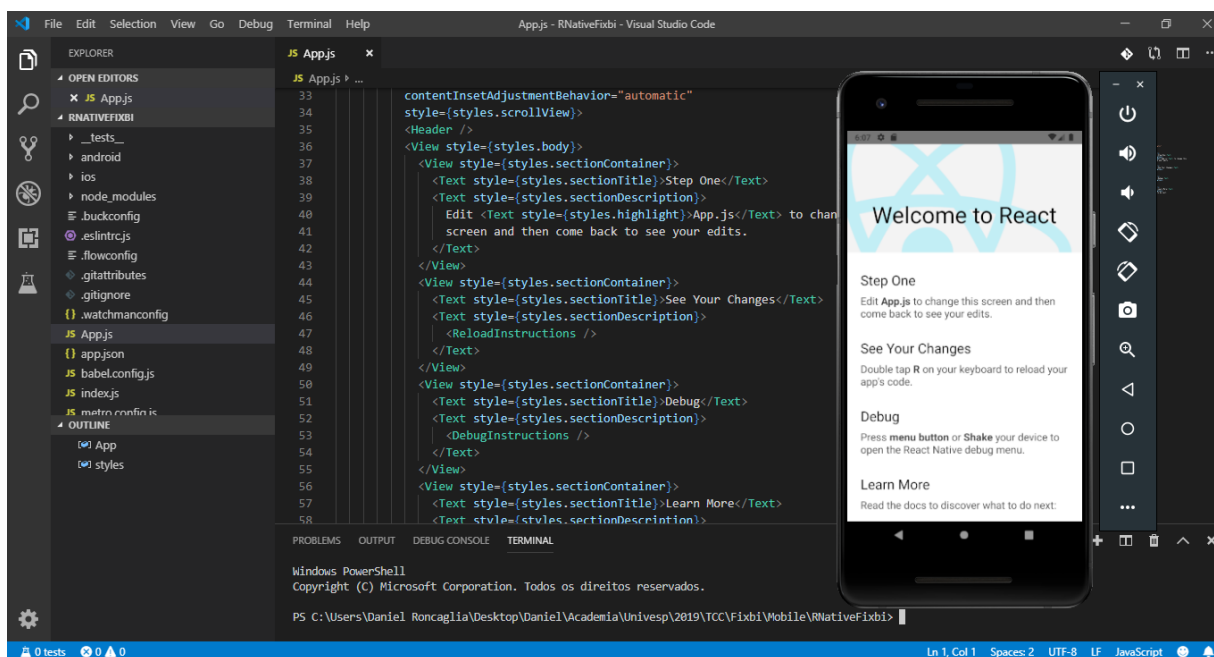 File Edit Selection View Go Debug Terminal Help
App.js - RNativeFixbi - Visual Studio Code
EXPLORER
OPEN EDITORS
JS App.js
RNATIVEFIXBI
__tests__
android
ios
node_modules
.buckconfig
.eslintrc.js
.flowconfig
.gitattributes
.gitignore
{} .watchmanconfig
JS App.js
{} app.json
JS babel.config.js
JS index.js
JS metro.config.js
OUTLINE
App
styles
JS App.js
JS App.js ...
33 contentInsetAdjustmentBehavior="automatic"
34 style={styles.scrollView}>
35 <Header />
36 <View style={styles.body}>
37 <View style={styles.sectionContainer}>
38 <Text style={styles.sectionTitle}>Step One</Text>
39 <Text style={styles.sectionDescription}>
40 Edit <Text style={styles.highlight}>App.js</Text> to chan
41 screen and then come back to see your edits.
42 </Text>
43 </View>
44 <View style={styles.sectionContainer}>
45 <Text style={styles.sectionTitle}>See Your Changes</Text>
46 <Text style={styles.sectionDescription}>
47 <ReloadInstructions />
48 </Text>
49 </View>
50 <View style={styles.sectionContainer}>
51 <Text style={styles.sectionTitle}>Debug</Text>
52 <Text style={styles.sectionDescription}>
53 <DebugInstructions />
54 </Text>
55 </View>
56 <View style={styles.sectionContainer}>
57 <Text style={styles.sectionTitle}>Learn More</Text>
58 <Text style={styles.sectionDescription}>
6:07
Welcome to React
Step One
Edit App.js to change this screen and then
come back to see your edits.
See Your Changes
Double tap R on your keyboard to reload your
app's code.
Debug
Press menu button or Shake your device to
open the React Native debug menu.
Learn More
Read the docs to discover what to do next:
PROBLEMS OUTPUT DEBUG CONSOLE TERMINAL
Windows PowerShell
Copyright (C) Microsoft Corporation. Todos os direitos reservados.
PS C:\Users\Daniel Roncaglia\Desktop\Daniel\Academia\Univesp\2019\TCC\Fixbi\Mobile\RNativeFixbi>
0 tests 0 0 Ln 1, Col 1 Spaces: 2 UTF-8 LF JavaScript